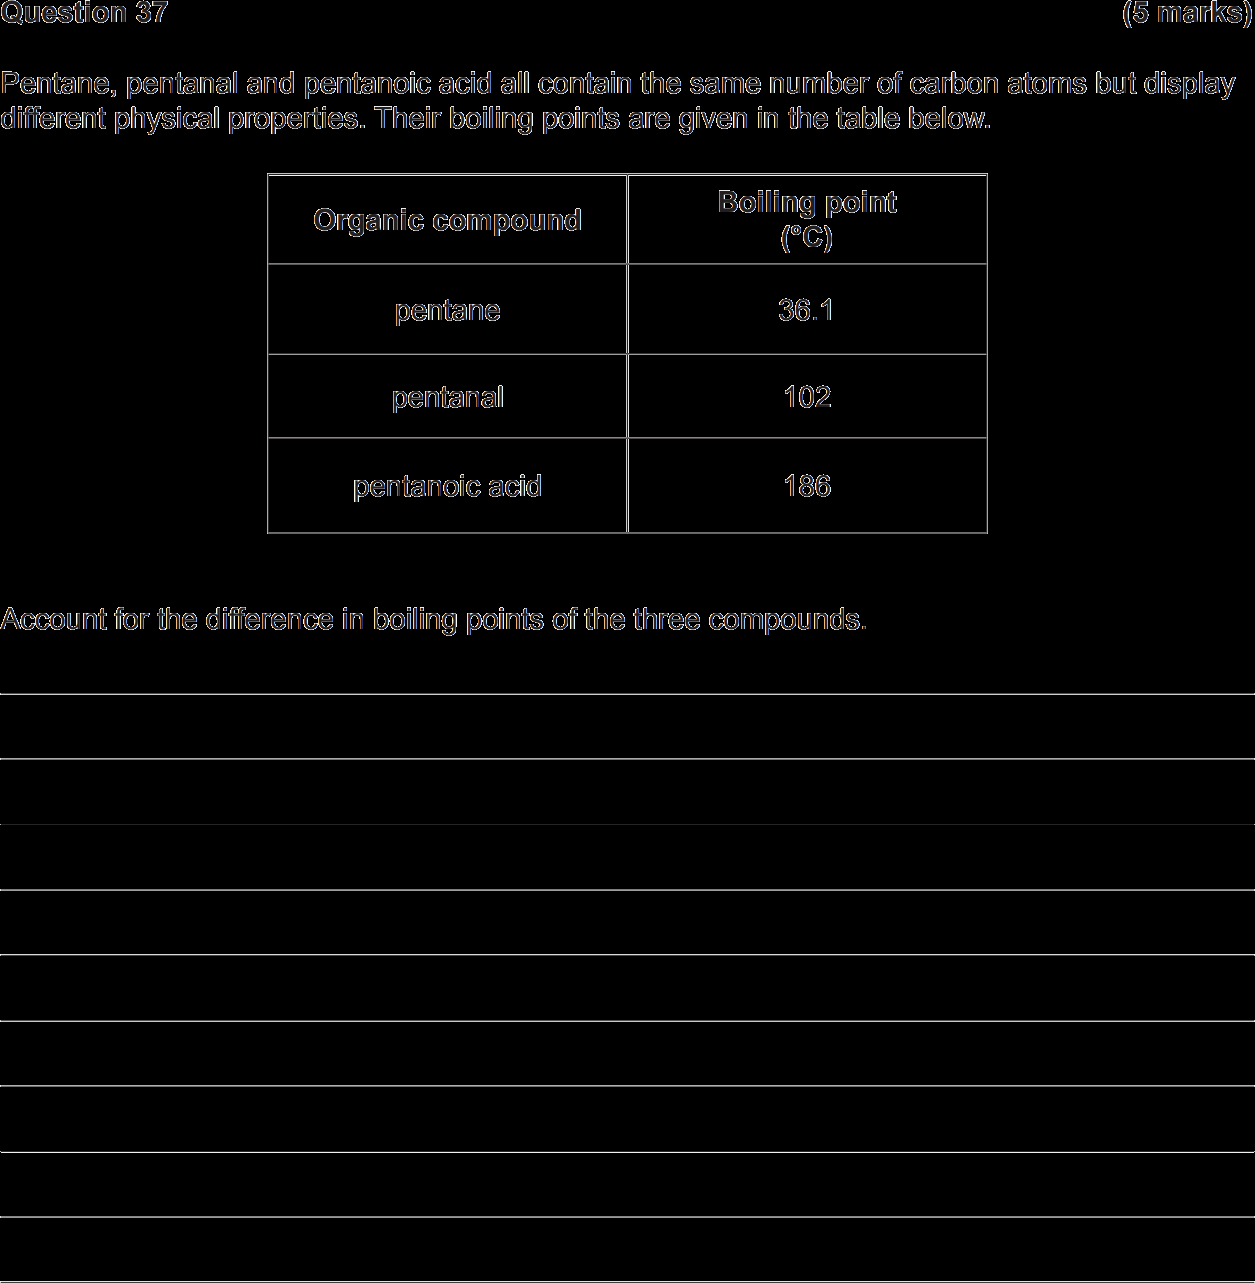 Question 37 (5 marks)
Pentane, pentanal and pentanoic acid all contain the same number of carbon atoms but display
different physical properties. Their boiling points are given in the table below.
Organic compound
Boiling point
(°C)
pentane 36.1
pentanal 102
pentanoic acid 186
Account for the difference in boiling points of the three compounds.